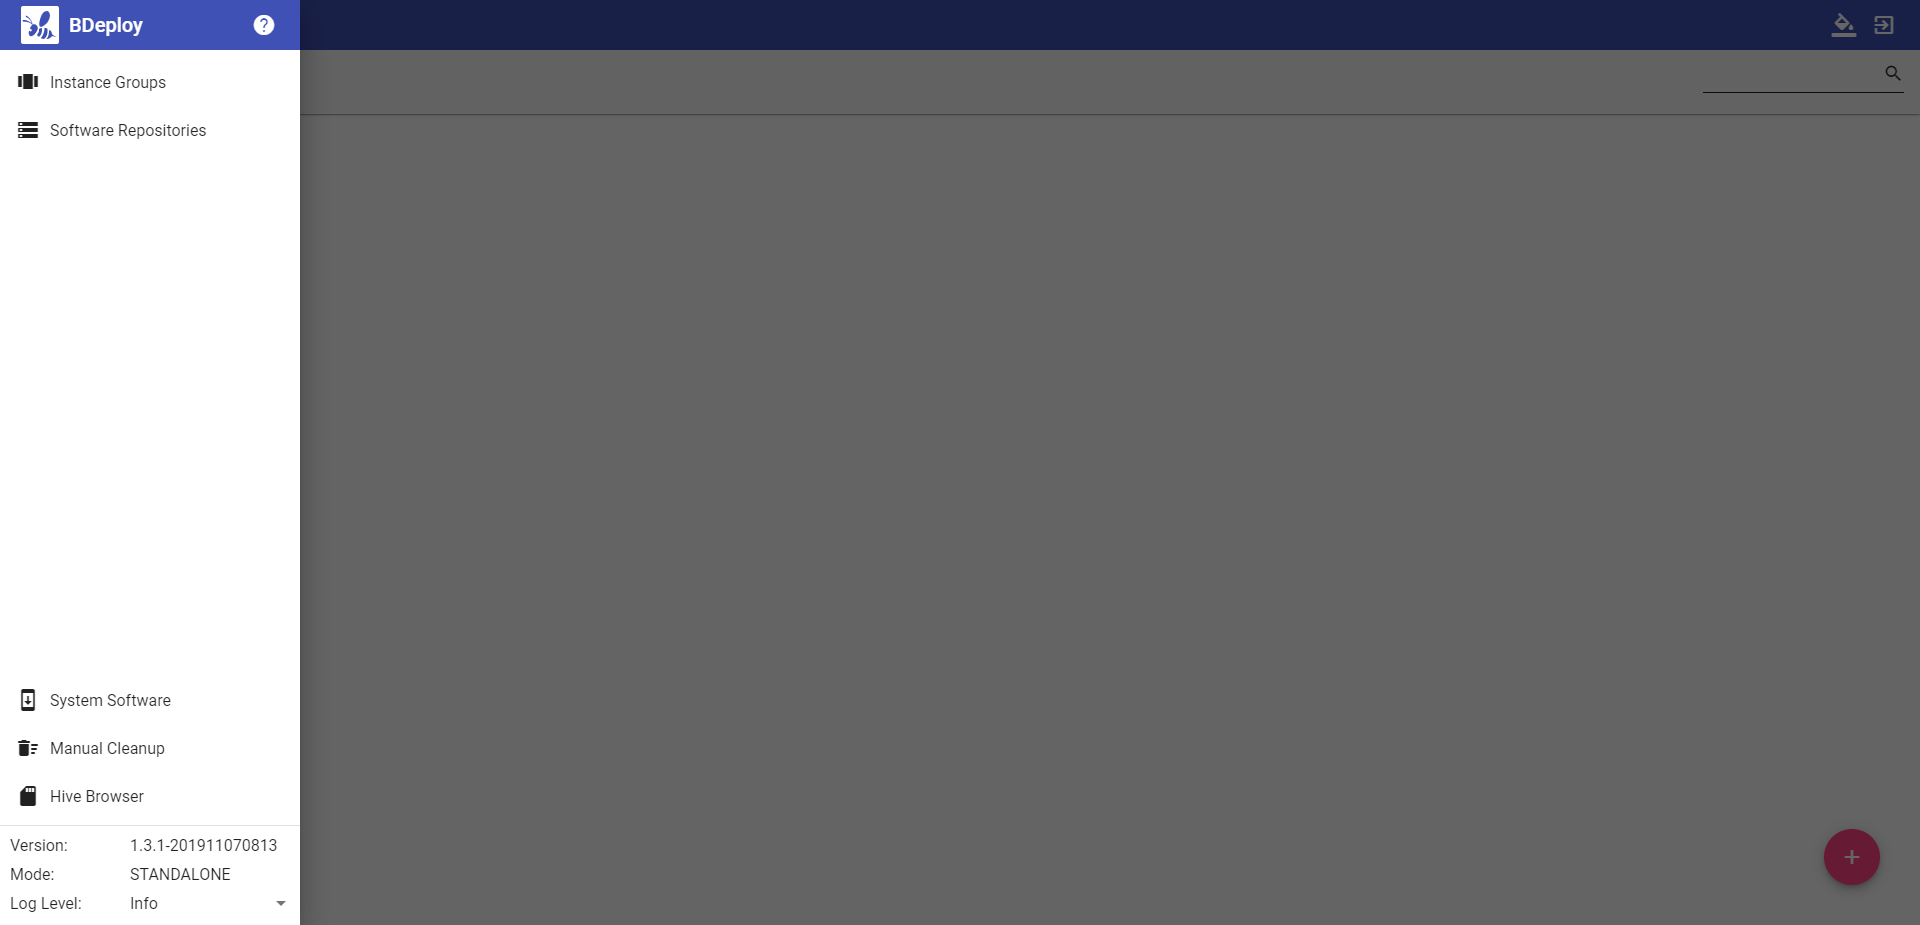 BDeploy
Instance Groups
Software Repositories
System Software
Manual Cleanup
Hive Browser
Version: 1.3.1-201911070813
Mode: STANDALONE
Log Level: Info